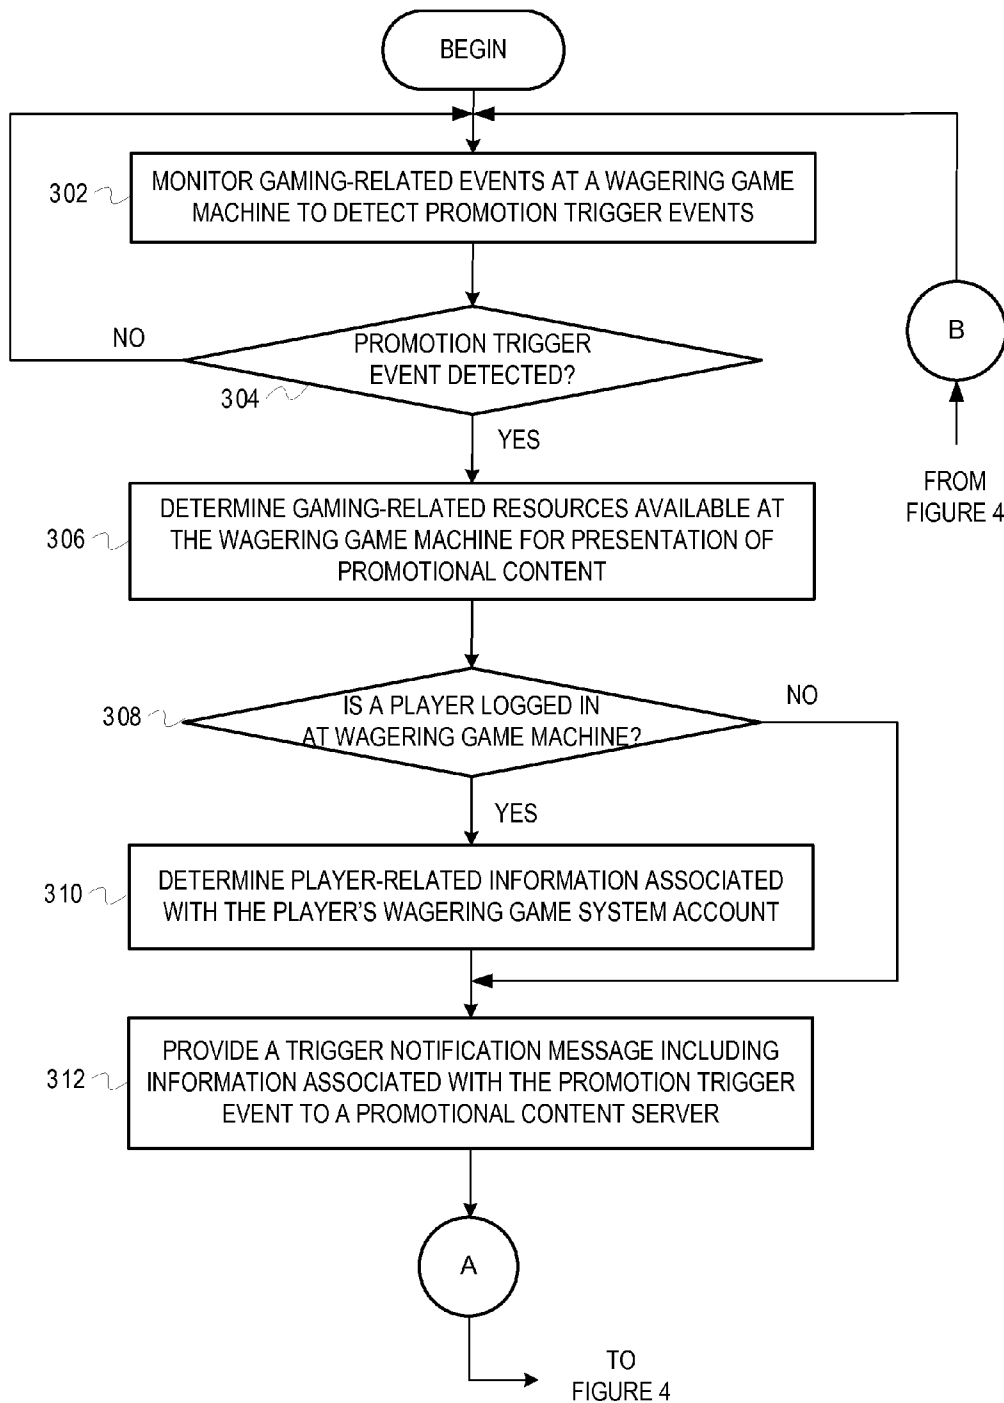 BEGIN
302
MONITOR GAMING-RELATED EVENTS AT A WAGERING GAME
MACHINE TO DETECT PROMOTION TRIGGER EVENTS
NO
PROMOTION TRIGGER
EVENT DETECTED?
304
YES
B
FROM
FIGURE 4
306
DETERMINE GAMING-RELATED RESOURCES AVAILABLE AT
THE WAGERING GAME MACHINE FOR PRESENTATION OF
PROMOTIONAL CONTENT
308
IS A PLAYER LOGGED IN
AT WAGERING GAME MACHINE?
NO
YES
310
DETERMINE PLAYER-RELATED INFORMATION ASSOCIATED
WITH THE PLAYER'S WAGERING GAME SYSTEM ACCOUNT
312
PROVIDE A TRIGGER NOTIFICATION MESSAGE INCLUDING
INFORMATION ASSOCIATED WITH THE PROMOTION TRIGGER
EVENT TO A PROMOTIONAL CONTENT SERVER
A
TO
FIGURE 4